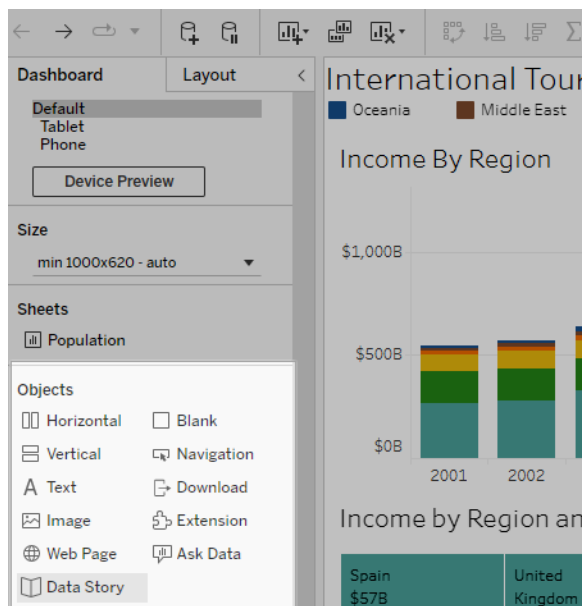 Dashboard
Layout
Default
Tablet
Phone
Device Preview
Size
min 1000x620 - auto
Sheets
Population
Objects
Horizontal
Blank
Vertical
Navigation
Text
Download
Image
Extension
Web Page
Ask Data
Data Story
International Tour
Oceania
Middle East
Income By Region
$1,000B
$500B
$0B
2001
2002
Income by Region an
Spain
$57B
United
Kingdom